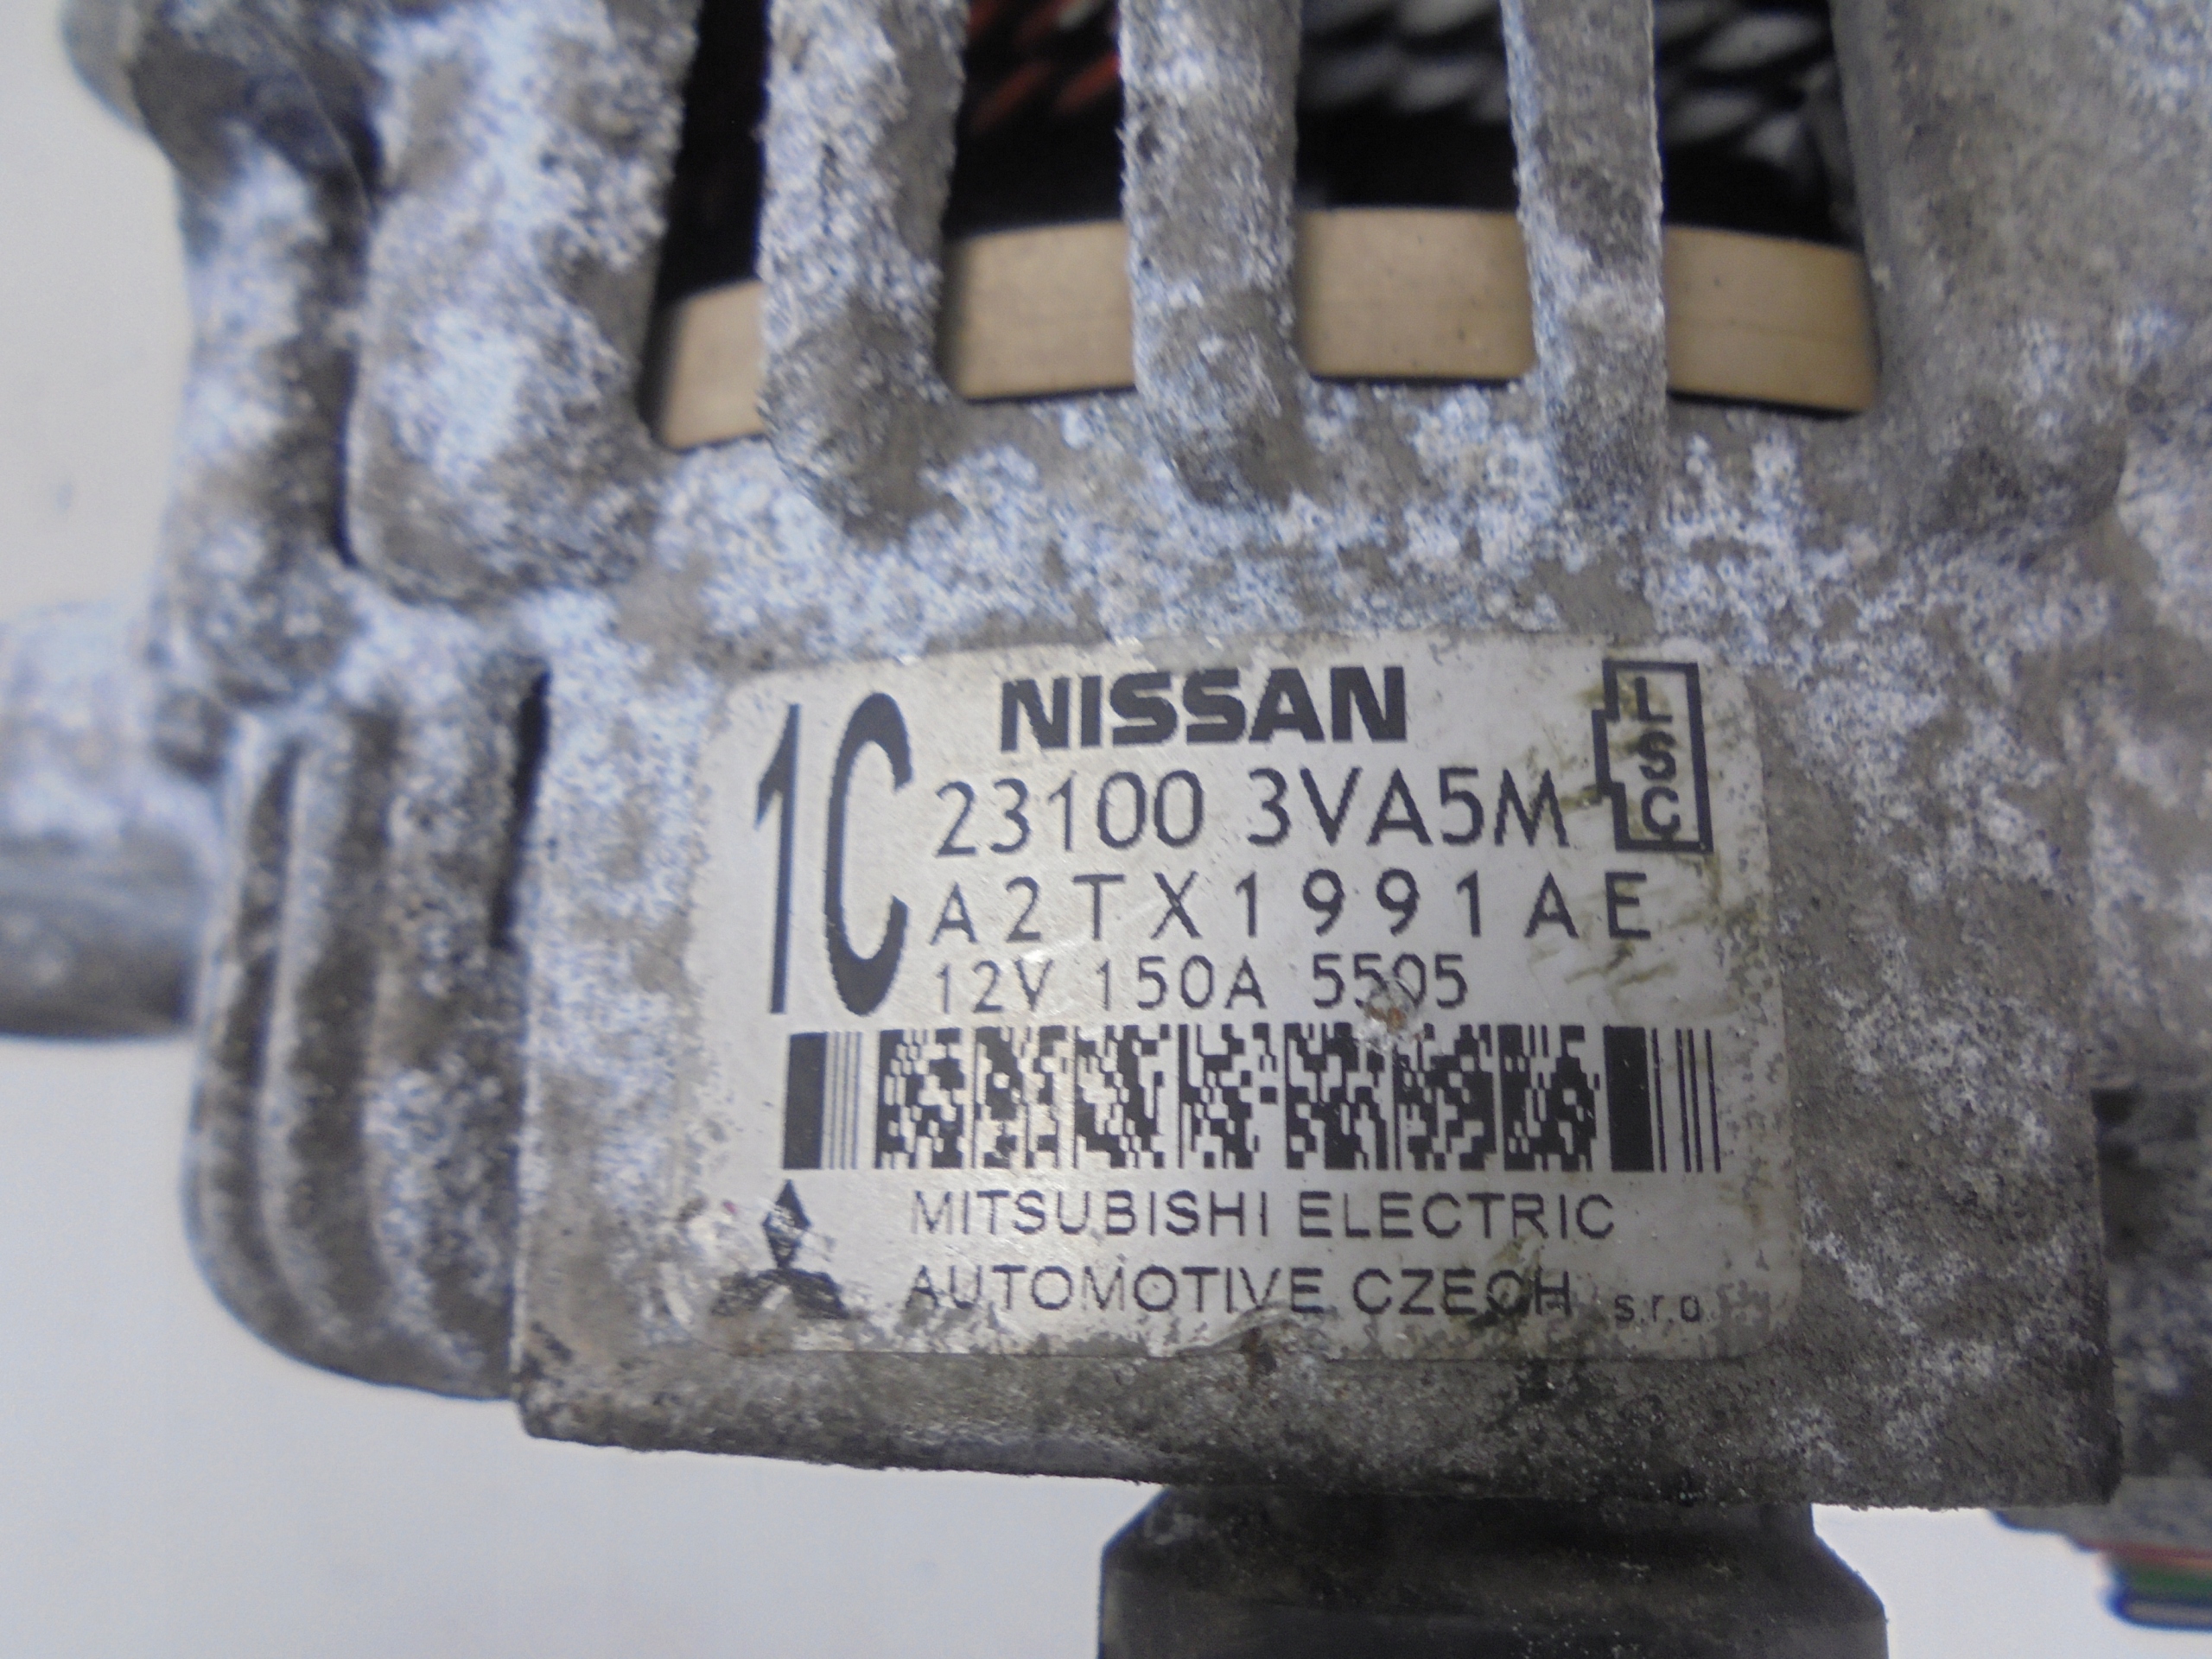 1C
NISSAN
LSC
23100 3VA5M
A2TX1991AE
12V 150A 5505
MITSUBISHI ELECTRIC
AUTOMOTIVE CZECH s.r.o